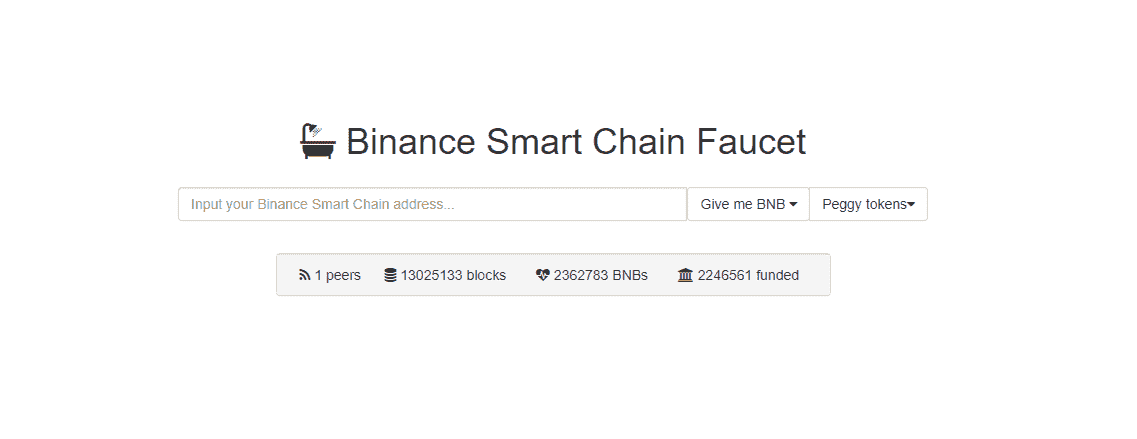 Binance Smart Chain Faucet
Input your Binance Smart Chain address... Give me BNB Peggy tokens
1 peers 13025133 blocks 2362783 BNBs 2246561 funded